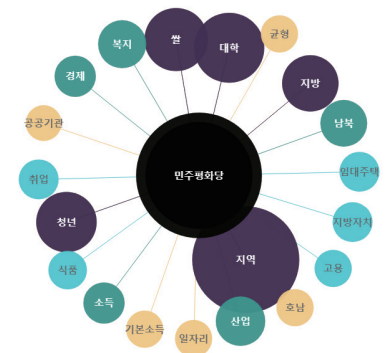 쌀
대학
균형
복지
지방
경제
남북
공공기관
민주평화당
임대주택
취업
지방자치
청년
지역
고용
식품
소득
호남
산업
기본소득
일자리